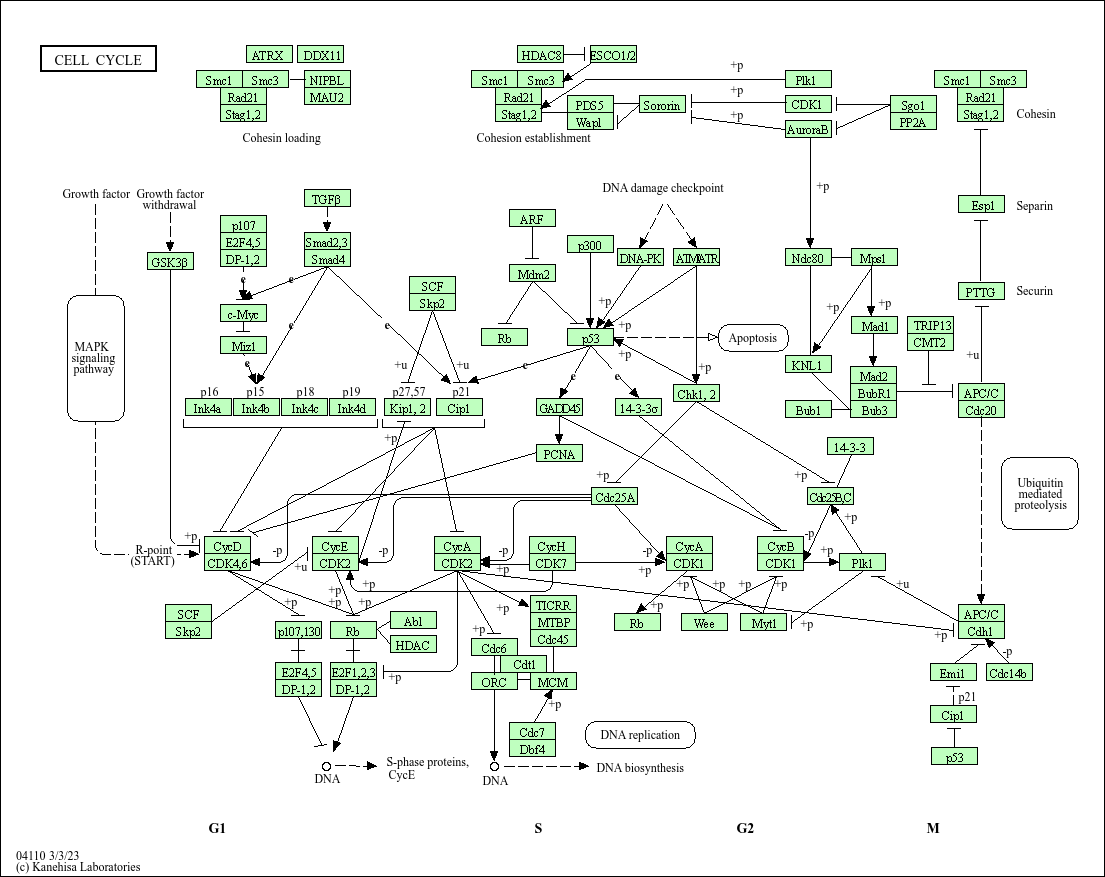 CELL CYCLE
ATRX DDX11
Smc1 Smc3 NIPBL
Rad21 MAU2
Stag1,2
Cohesin loading
HDAC8 ESCO1/2
Smc1 Smc3
Rad21
Stag1,2
PDS5
Wapl
Sororin
Cohesion establishment
+p
Plk1
+p
CDK1
+p
AuroraB
Sgo1
PP2A
Smc1 Smc3
Rad21
Stag1,2
Cohesin
Growth factor
Growth factor
withdrawal
TGFβ
DNA damage checkpoint
+p
Esp1
Separin
GSK3β
p107
E2F4,5
DP-1,2
Smad2,3
Smad4
ARF
p300
DNA-PK
ATMATR
Ndc80
Mps1
e
e
c-Myc
SCF
Skp2
Mdm2
PTTG
Securin
MAPK
signaling
pathway
e
e
Miz1
e
Rb
p53
+p
+p
+p
Apoptosis
+p
+p
Mad1
TRIP13
CMT2
KNL1
+u
+u
+u
e
e
e
+p
Mad2
BubR1
Bub3
Bub1
APC/C
Cdc20
p16 p15 p18 p19
Ink4a Ink4b Ink4c Ink4d
p27,57 p21
Kip1, 2 Cip1
GADD45
14-3-3σ
Chk1, 2
+p
PCNA
14-3-3
+p
+p
Cdc25A
Cdc25B,C
Ubiquitin
mediated
proteolysis
R-point
(START)
+p
CycD
CDK4,6
-p
CycE
CDK2
-p
CycA
CDK2
-p
+p
CycH
CDK7
-p
+p
CycA
CDK1
CycB
CDK1
-p
+p
+p
Plk1
+u
+u
+p
+p
+p
+p
+p
+p
+p
+p
+p
+p
SCF
Skp2
p107,130
Rb
Abl
HDAC
+p
+p
TICRR
MTBP
Cdc45
Rb
Wee
Myt1
+p
APC/C
Cdh1
+p
-p
E2F4,5
DP-1,2
E2F1,2,3
DP-1,2
+p
Cdc6
Cdt1
ORC
MCM
+p
Emi1
Cdc14b
p21
Cip1
Cdc7
Dbf4
DNA replication
p53
DNA
S-phase proteins,
CycE
DNA
DNA biosynthesis
G1 S G2 M
04110 3/3/23
(c) Kanehisa Laboratories